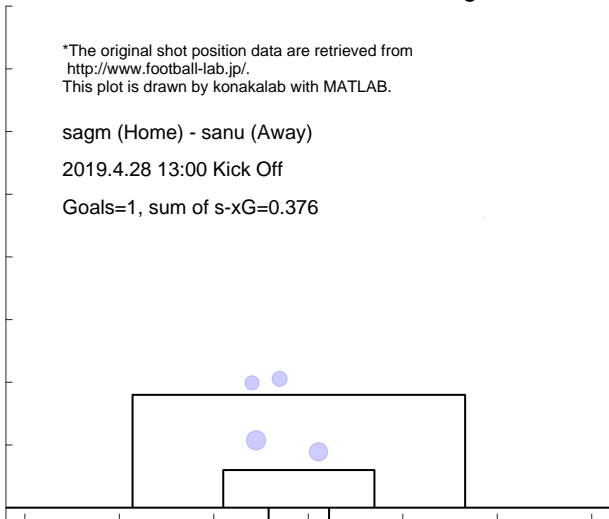 *The original shot position data are retrieved from
http://www.football-lab.jp/.
This plot is drawn by konakalab with MATLAB.
sagm (Home) - sanu (Away)
2019.4.28 13:00 Kick Off
Goals=1, sum of s-xG=0.376